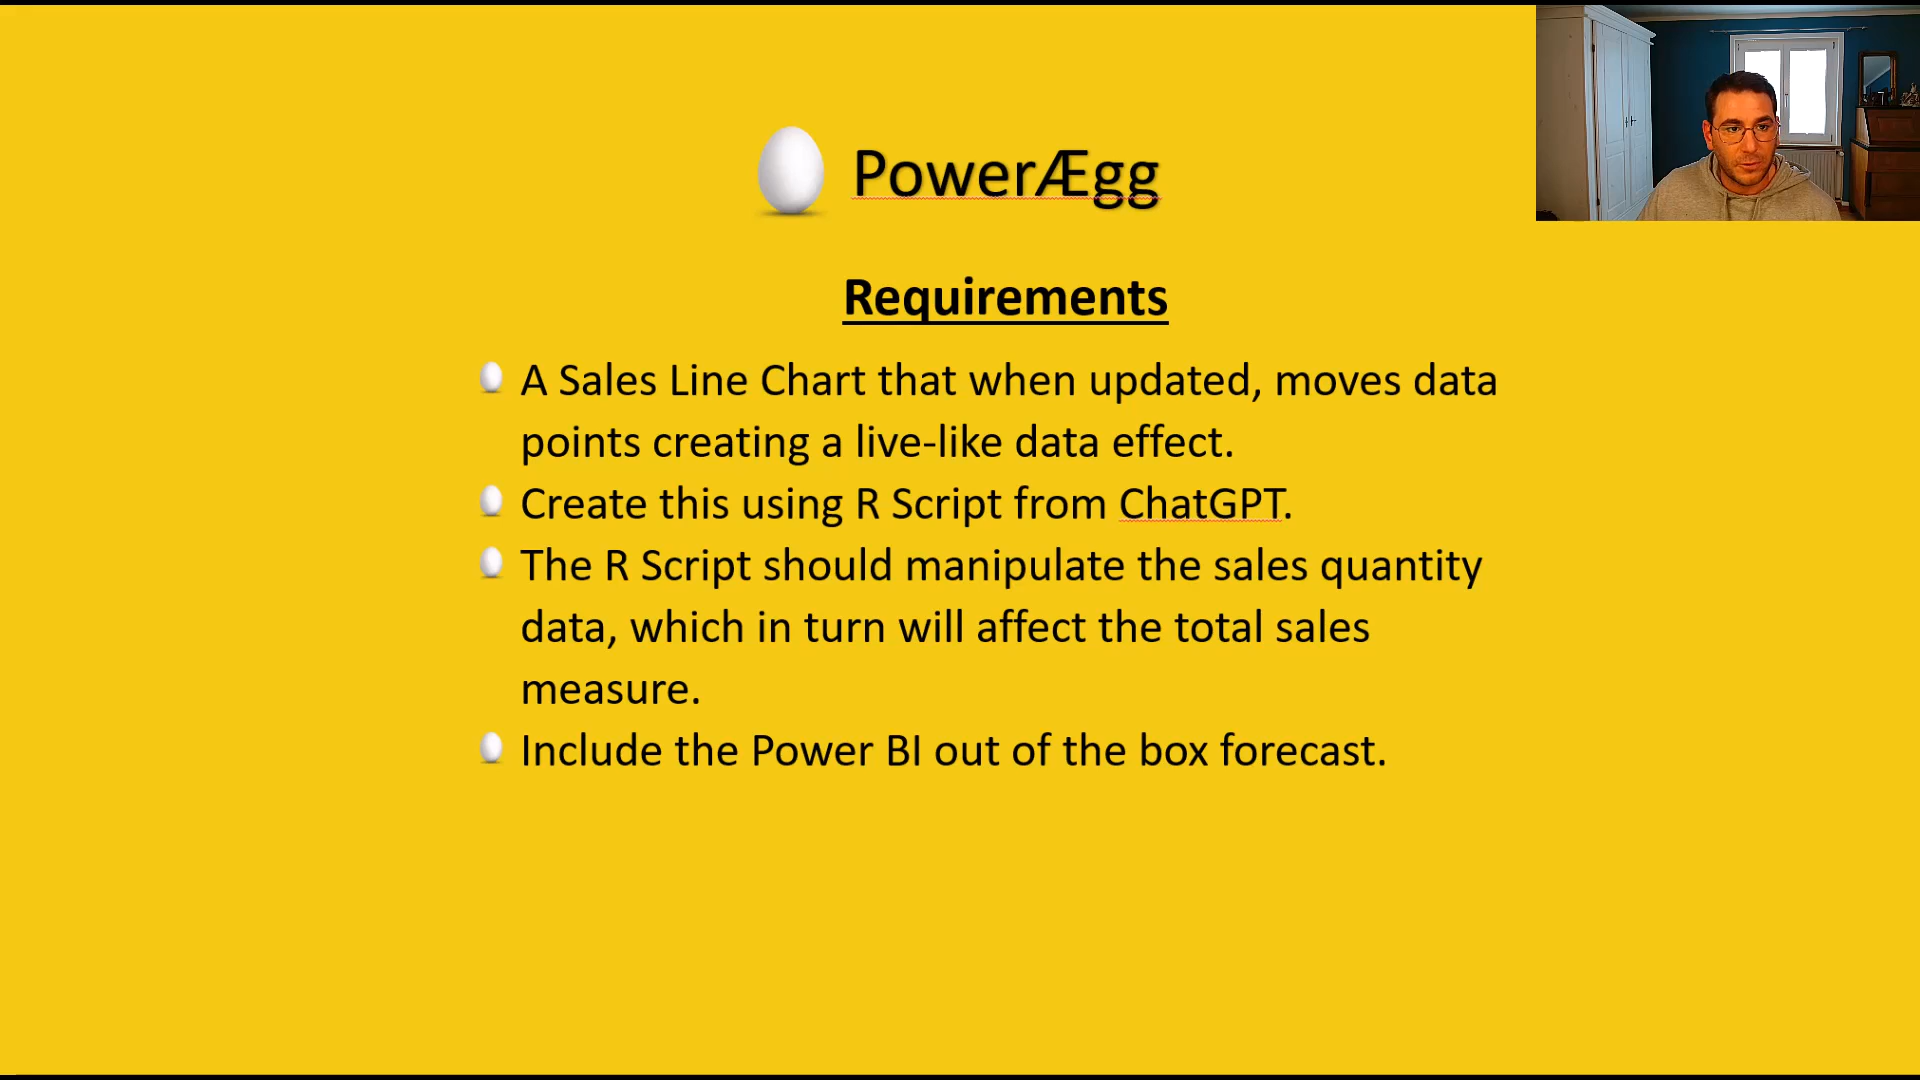 PowerÆgg
Requirements
A Sales Line Chart that when updated, moves data
points creating a live-like data effect.
Create this using R Script from ChatGPT.
The R Script should manipulate the sales quantity
data, which in turn will affect the total sales
measure.
Include the Power BI out of the box forecast.